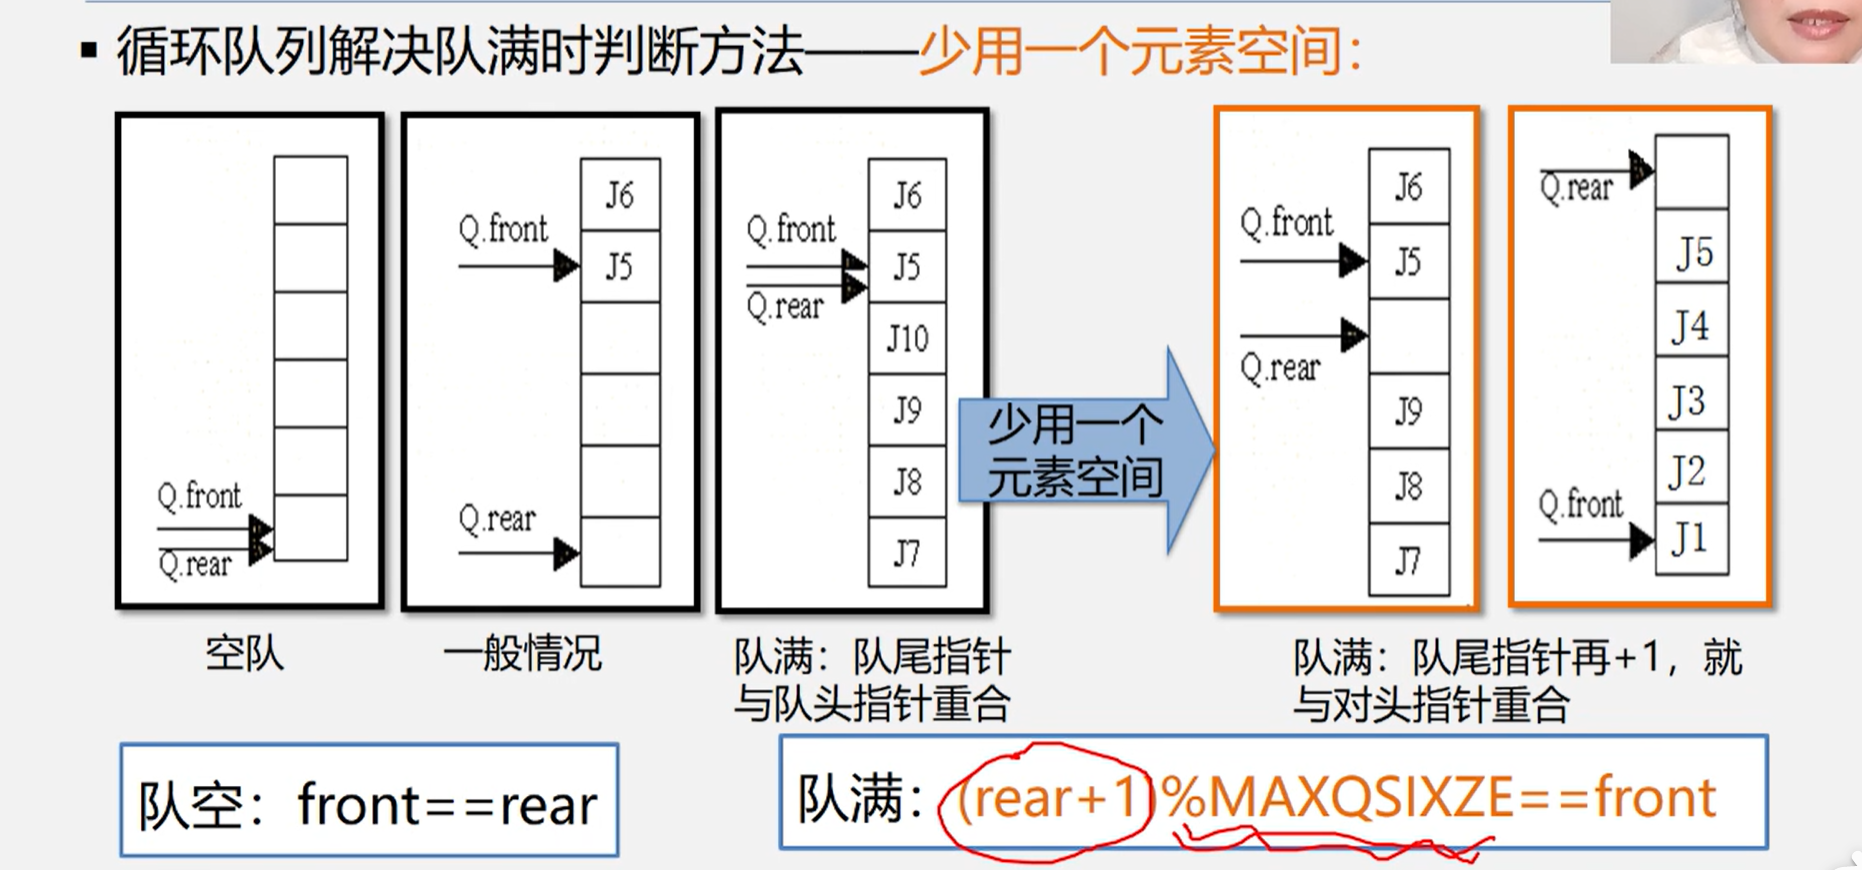 ▪ 循环队列解决队满时判断方法——少用一个元素空间：
Q.front
Q.rear
空队
J6
Q.front
J5
Q.rear
一般情况
J6
Q.front
J5
Q.rear
J10
J9
J8
J7
队满：队尾指针
与队头指针重合
少用一个
元素空间
J6
Q.front
J5
Q.rear
J9
J8
J7
Q.rear
J5
J4
J3
J2
Q.front
J1
队满：队尾指针再+1，就
与对头指针重合
队空：front==rear
队满：(rear+1)%MAXQSIXZE==front